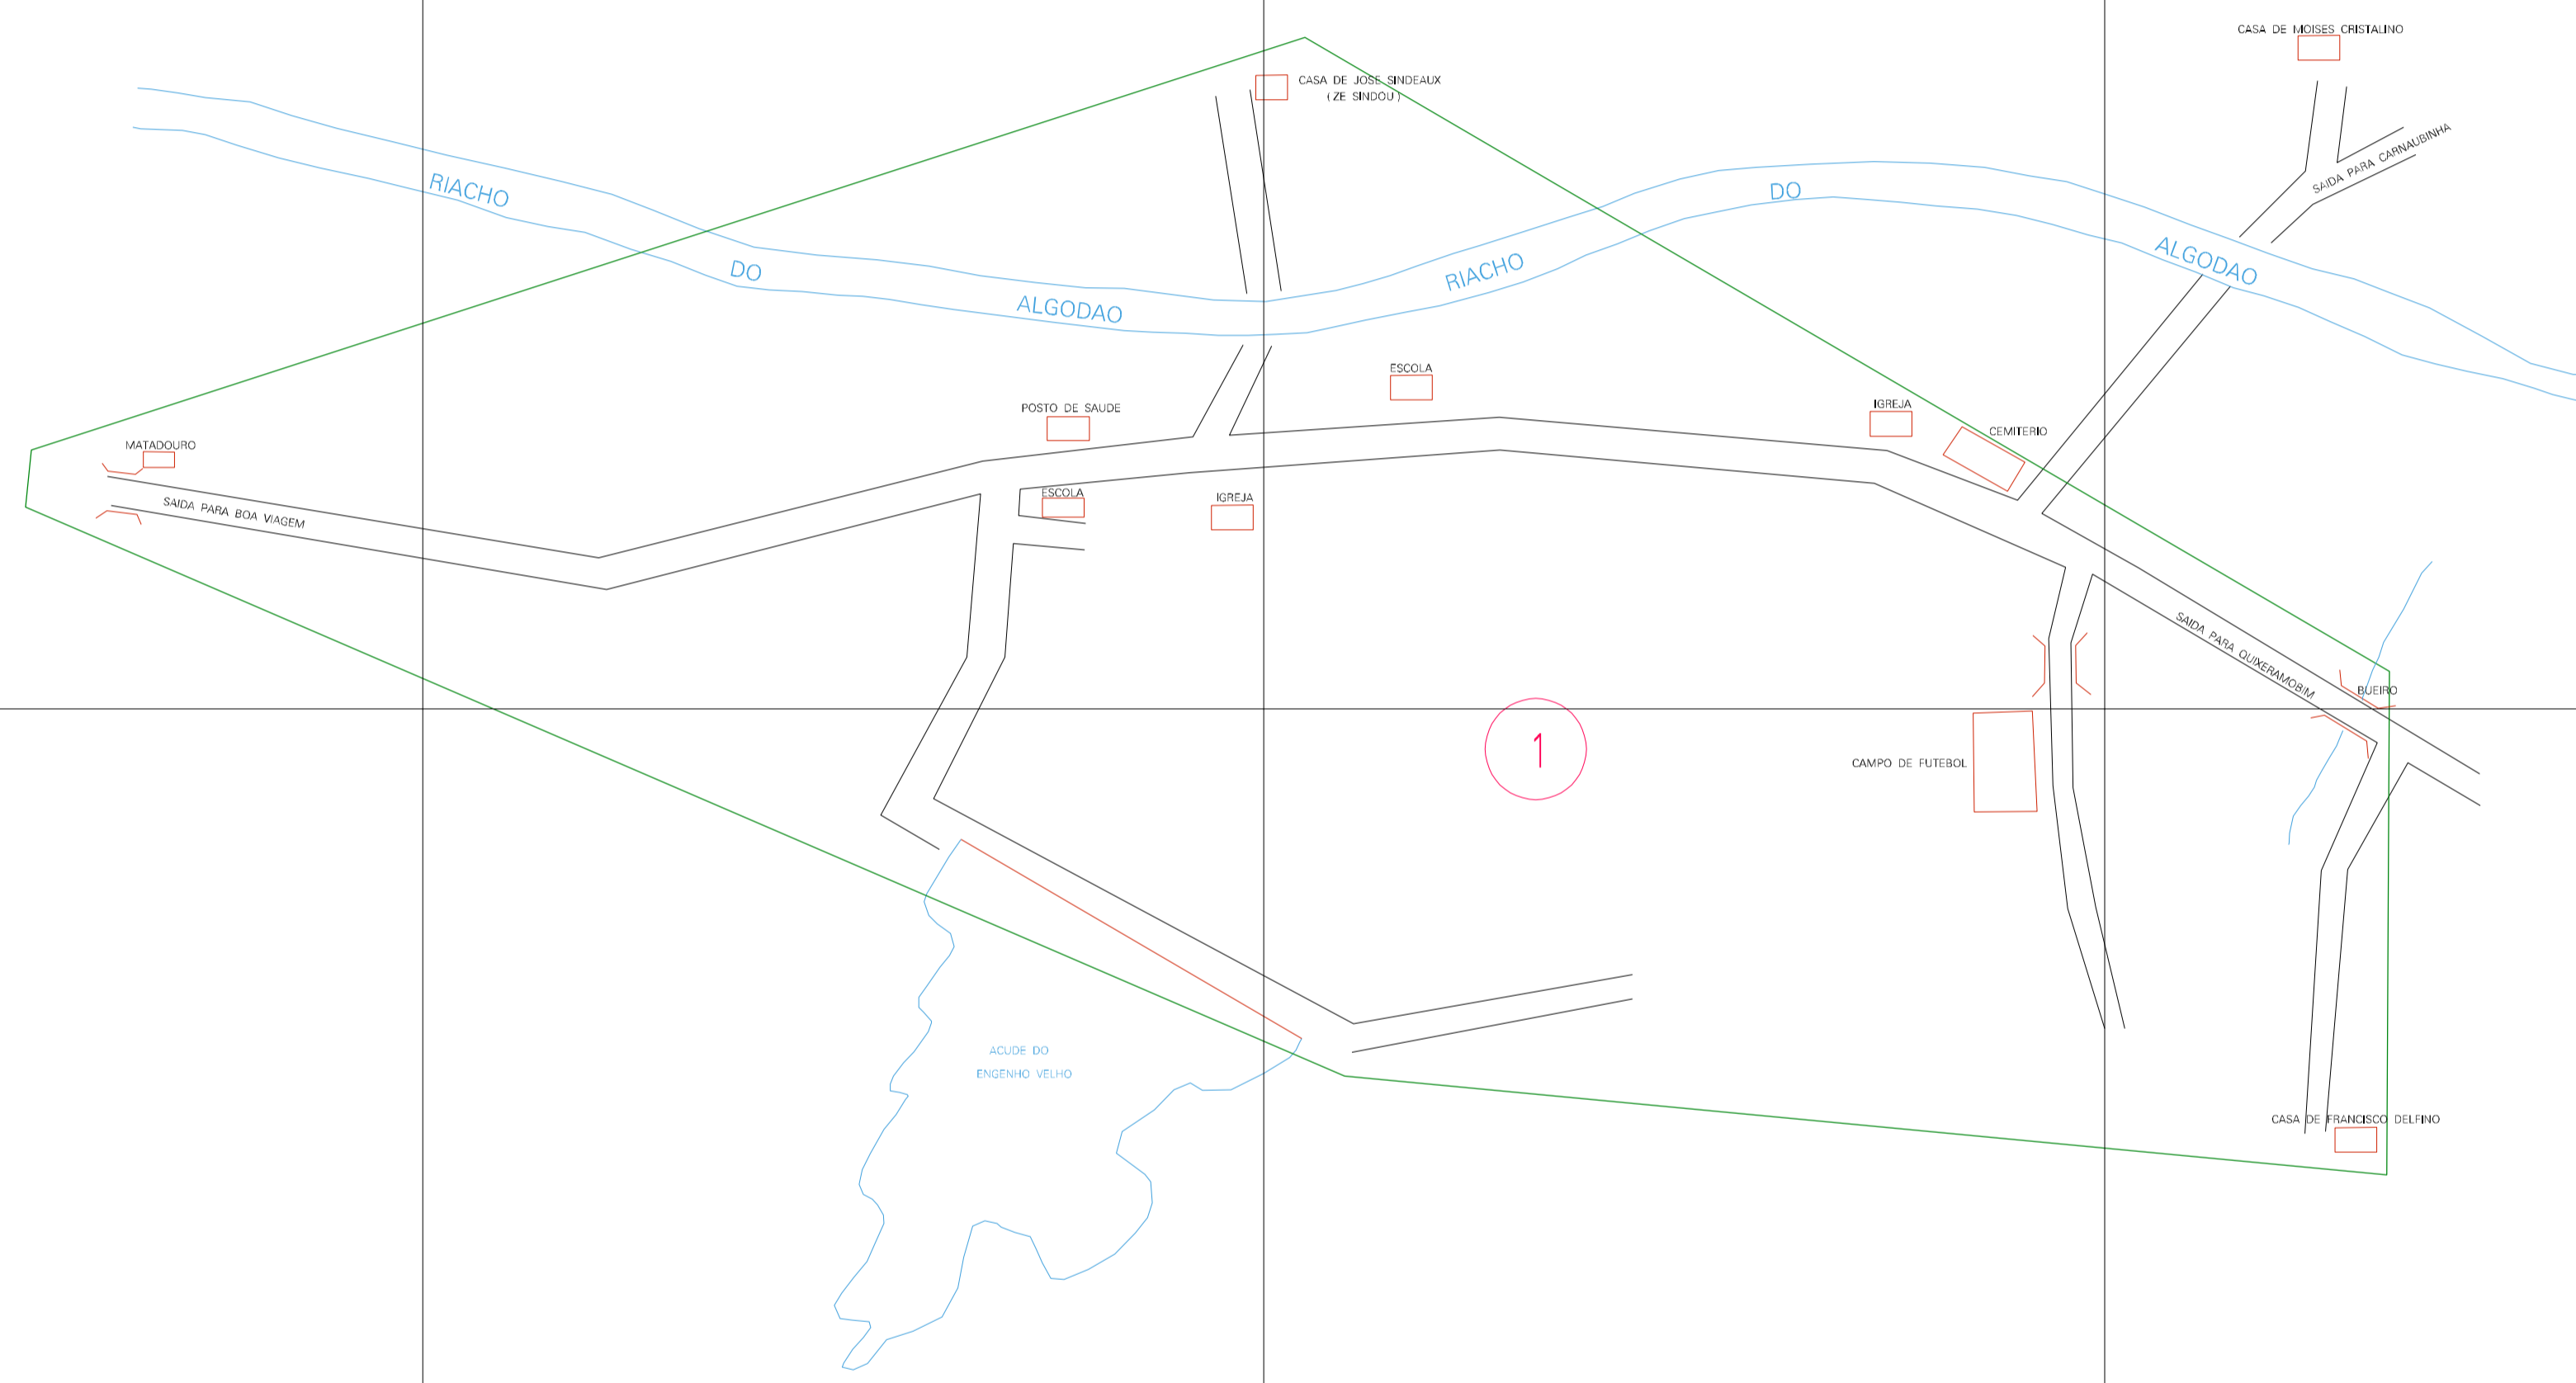 CASA DE MOISES CRISTALINO
CASA DE JOSE SINDEAUX
( ZE SINDOU )
SAIDA PARA CARNAUBINHA
RIACHO
DO
ALGODAO
RIACHO
DO
ALGODAO
ESCOLA
POSTO DE SAUDE
IGREJA
CEMITERIO
MATADOURO
SAIDA PARA BOA VIAGEM
ESCOLA
IGREJA
SAIDA PARA QUIXERAMOBIM
BUEIRO
1
CAMPO DE FUTEBOL
ACUDE DO
ENGENHO VELHO
CASA DE FRANCISCO DELFINO